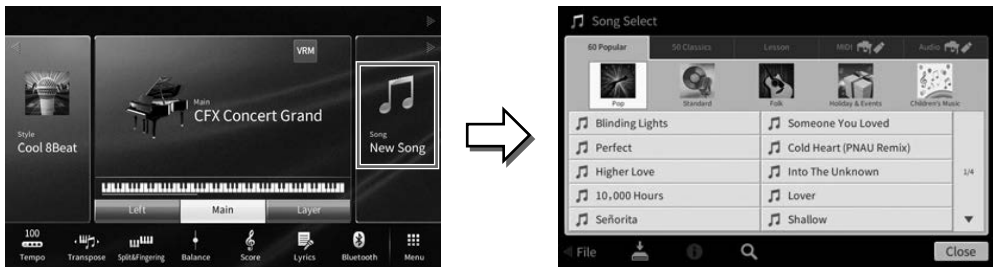 VRM
Main
CFX Concert Grand
Style
Cool 8Beat
Song
New Song
Left
Main
Layer
100
Tempo
Transpose
Split&Fingering
Balance
Score
Lyrics
Bluetooth
Menu
Song Select
60 Popular
50 Classics
Lesson
MIDI
Audio
Pop
Standard
Folk
Holiday & Events
Children's Music
Blinding Lights
Someone You Loved
Perfect
Cold Heart (PNAU Remix)
Higher Love
Into The Unknown
1/4
10,000 Hours
Lover
Señorita
Shallow
File
Close